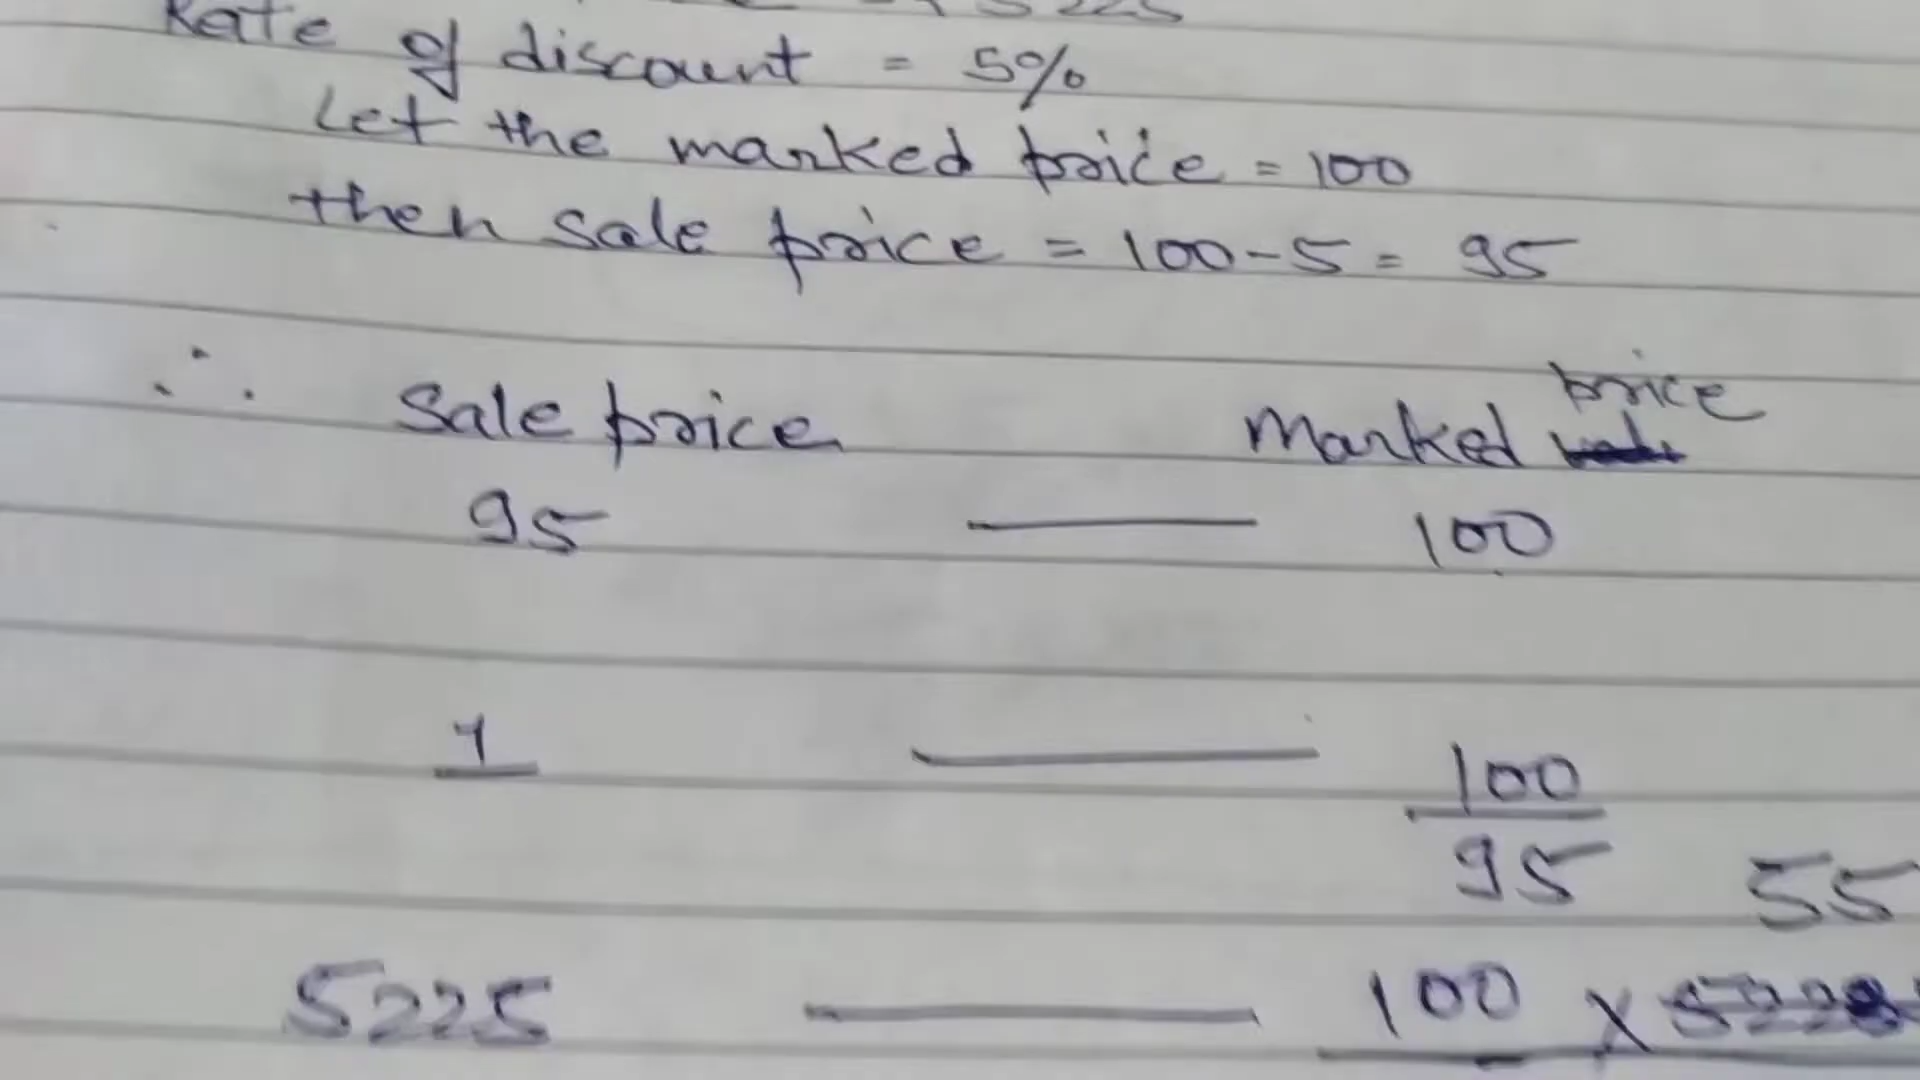 Rate of discount = 5%
Let the marked price = 100
then sale price = 100-5 = 95
∴ Sale price Marked price
95 — 100
1 — 100
95 55
5225 — 100 x 5225